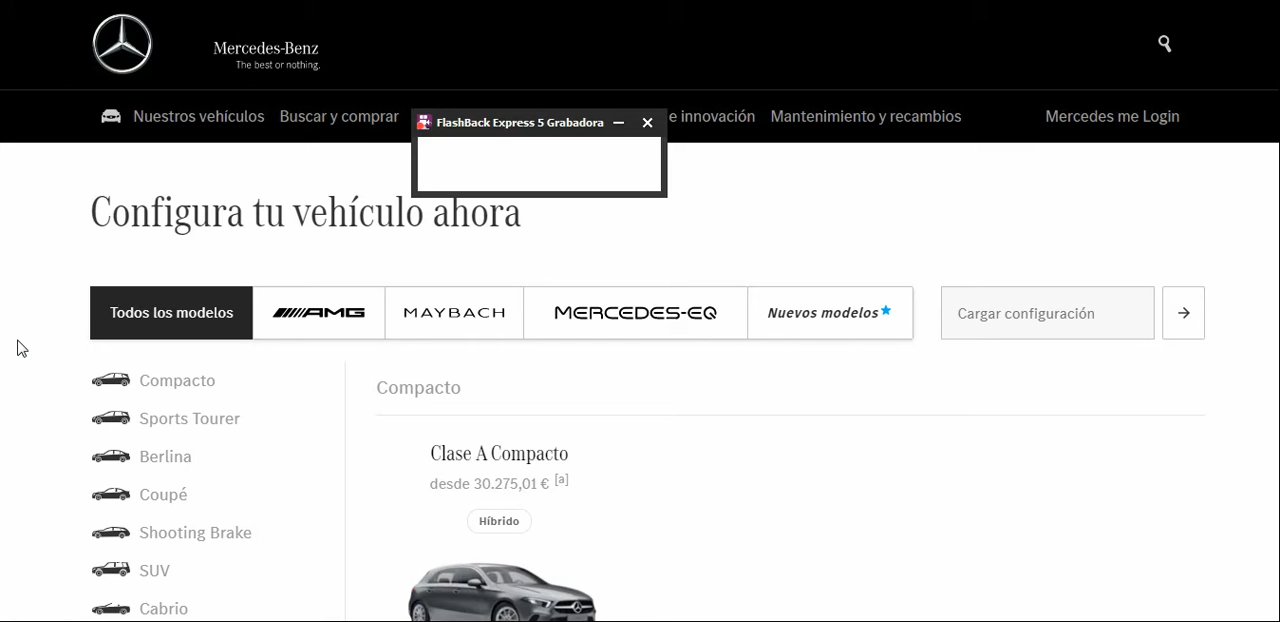 Mercedes-Benz
The best or nothing.
Nuestros vehículos
Buscar y comprar
e innovación
Mantenimiento y recambios
Mercedes me Login
FlashBack Express 5 Grabadora
Configura tu vehículo ahora
Todos los modelos
AMG
MAYBACH
MERCEDES-EQ
Nuevos modelos
Cargar configuración
Compacto
Sports Tourer
Berlina
Coupé
Shooting Brake
SUV
Cabrio
Compacto
Clase A Compacto
desde 30.275,01 € [a]
Híbrido